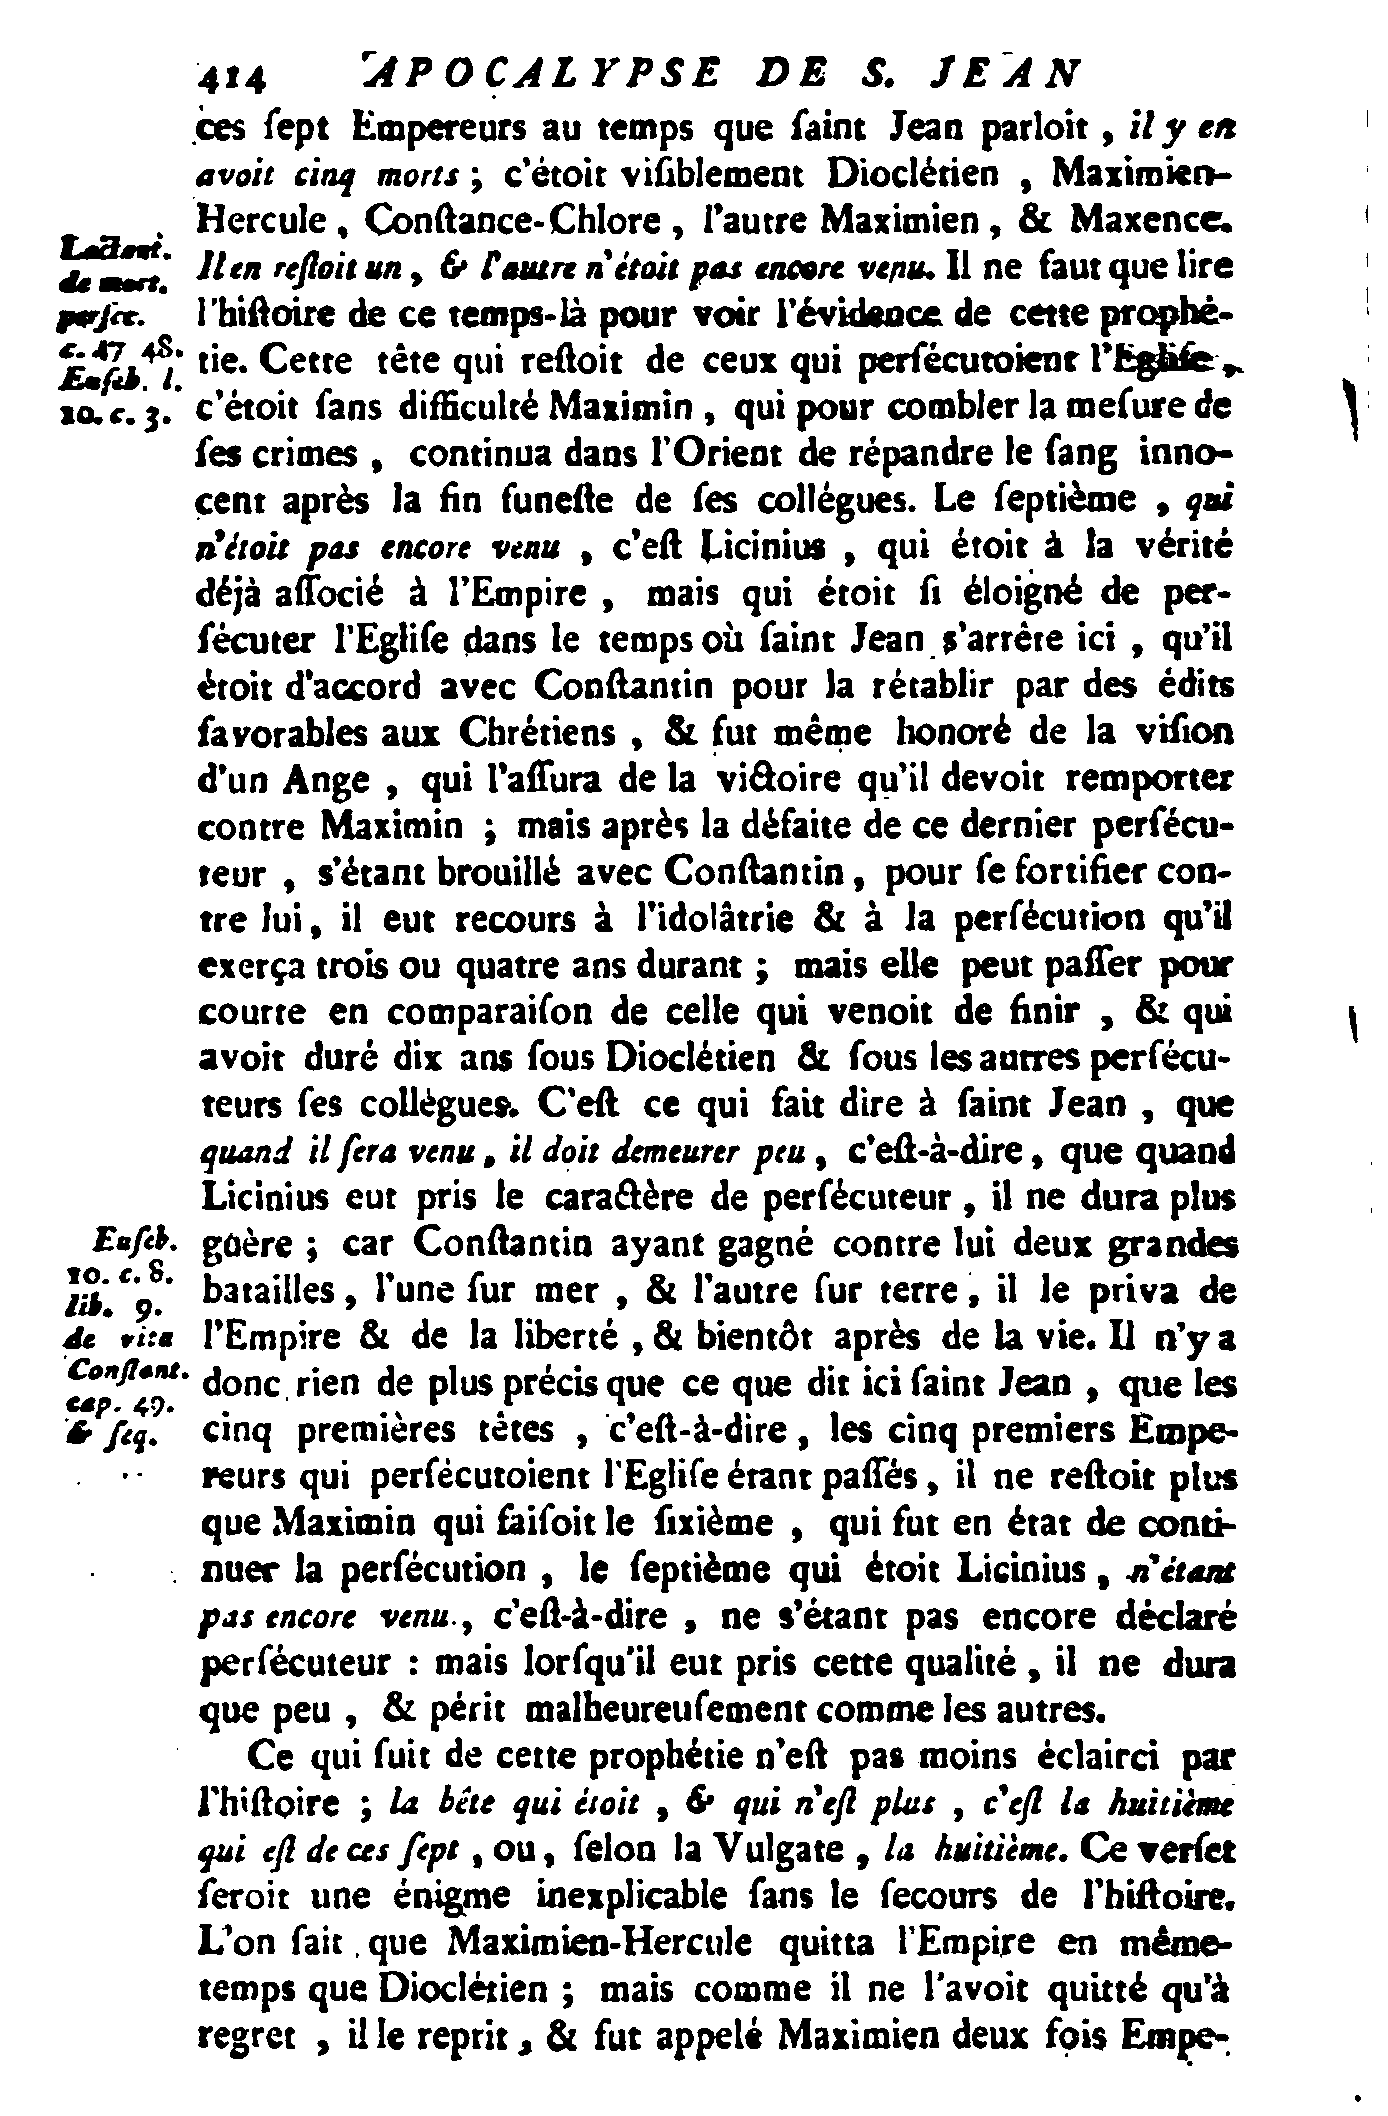 414 APOCALYPSE DE S. JEAN
ces ſept Empereurs au temps que ſaint Jean parloit, il y en
avoit cinq morts ; c'étoit viſiblement Dioclétien, Maximien-
Hercule, Conſtance-Chlore, l'autre Maximien, & Maxence.
Il en reſtoit un, & l'autre n'étoit pas encore venu. Il ne faut que lire
l'hiſtoire de ce temps-là pour voir l'évidence de cette prophé-
tie. Cette tête qui reſtoit de ceux qui perſécutoient l'Egliſe,
c'étoit ſans difficulté Maximin, qui pour combler la meſure de
ſes crimes, continua dans l'Orient de répandre le ſang inno-
cent après la fin funeſte de ſes collégues. Le ſeptième, qui
n'étoit pas encore venu, c'eſt Licinius, qui étoit à la vérité
déjà aſſocié à l'Empire, mais qui étoit ſi éloigné de per-
ſécuter l'Egliſe dans le temps où ſaint Jean s'arrête ici, qu'il
étoit d'accord avec Conſtantin pour la rétablir par des édits
favorables aux Chrétiens, & fut même honoré de la viſion
d'un Ange, qui l'aſſura de la victoire qu'il devoit remporter
contre Maximin ; mais après la défaite de ce dernier perſécu-
teur, s'étant brouillé avec Conſtantin, pour ſe fortifier con-
tre lui, il eut recours à l'idolâtrie & à la perſécution qu'il
exerça trois ou quatre ans durant ; mais elle peut paſſer pour
courte en comparaiſon de celle qui venoit de finir, & qui
avoit duré dix ans ſous Dioclétien & ſous les autres perſécu-
teurs ſes collègues. C'eſt ce qui fait dire à ſaint Jean, que
quand il ſera venu, il doit demeurer peu, c'eſt-à-dire, que quand
Licinius eut pris le caractère de perſécuteur, il ne dura plus
guère ; car Conſtantin ayant gagné contre lui deux grandes
batailles, l'une ſur mer, & l'autre ſur terre, il le priva de
l'Empire & de la liberté, & bientôt après de la vie. Il n'y a
donc rien de plus précis que ce que dit ici ſaint Jean, que les
cinq premières têtes, c'eſt-à-dire, les cinq premiers Empe-
reurs qui perſécutoient l'Egliſe étant paſſés, il ne reſtoit plus
que Maximin qui faiſoit le ſixième, qui fut en état de conti-
nuer la perſécution, le ſeptième qui étoit Licinius, n'étant
pas encore venu, c'eſt-à-dire, ne s'étant pas encore déclaré
perſécuteur : mais lorſqu'il eut pris cette qualité, il ne dura
que peu, & périt malheureuſement comme les autres.
Ce qui ſuit de cette prophétie n'eſt pas moins éclairci par
l'hiſtoire ; la bête qui étoit, & qui n'eſt plus, c'eſt la huitième
qui eſt de ces ſept, ou, ſelon la Vulgate, la huitième. Ce verſet
ſeroit une énigme inexplicable ſans le ſecours de l'hiſtoire.
L'on ſait que Maximien-Hercule quitta l'Empire en même-
temps que Dioclétien ; mais comme il ne l'avoit quitté qu'à
regret, il le reprit, & fut appelé Maximien deux fois Empe-
Lactant.
de mort.
perſec.
c. 47 48.
Euſeb. l.
10. c. 3.
Euſeb.
10. c. 8.
lib. 9.
de vita
Conſtant.
cap. 49.
& ſeq.